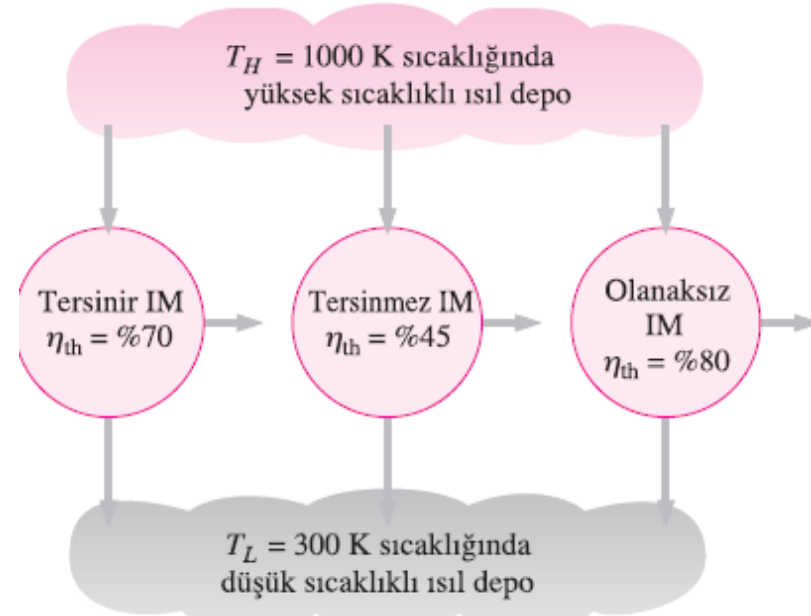 T_H = 1000 K sıcaklığında
yüksek sıcaklıklı ısıl depo
Tersinir IM
η_th = %70
Tersinmez IM
η_th = %45
Olanaksız
IM
η_th = %80
T_L = 300 K sıcaklığında
düşük sıcaklıklı ısıl depo